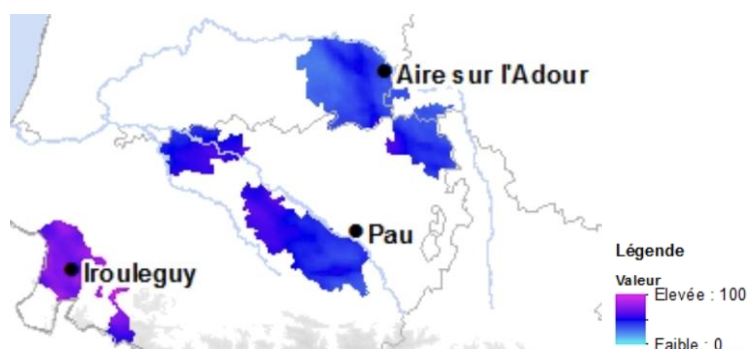 Aire sur l'Adour
Pau
Irouleguy
Légende
Valeur
Elevée : 100
Faible : 0